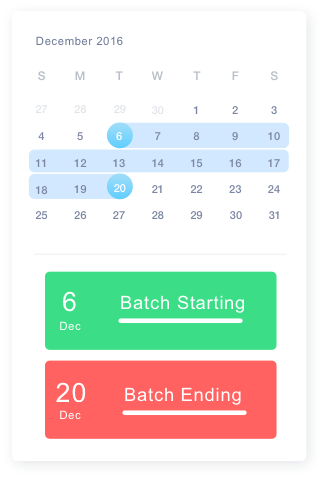 December 2016
S M T W T F S
27 28 29 30 1 2 3
4 5 6 7 8 9 10
11 12 13 14 15 16 17
18 19 20 21 22 23 24
25 26 27 28 29 30 31
6 Batch Starting
Dec
20 Batch Ending
Dec